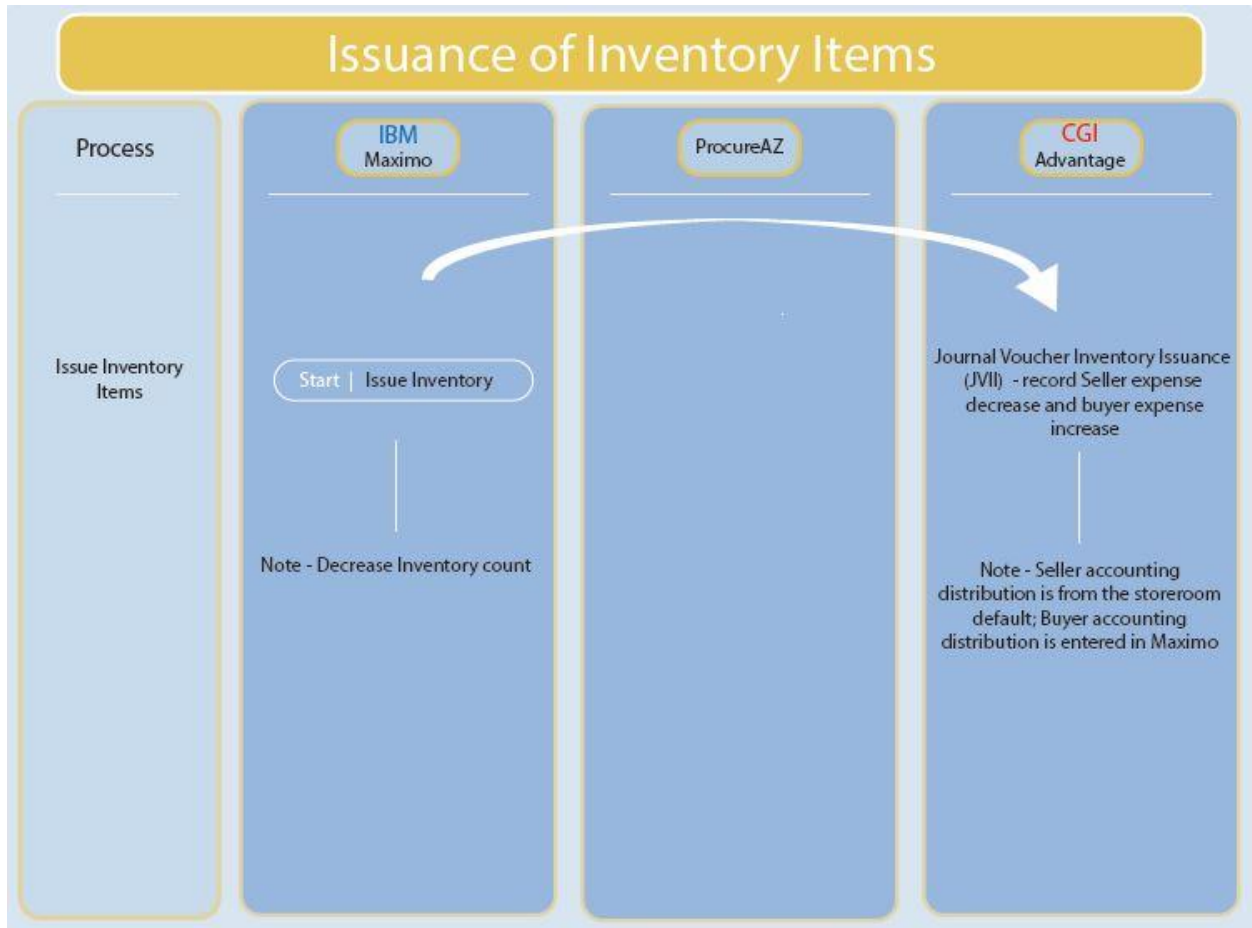 Issuance of Inventory Items
Process
IBM
Maximo
ProcureAZ
CGI
Advantage
Issue Inventory
Items
Start | Issue Inventory
Note - Decrease Inventory count
Journal Voucher Inventory Issuance
(JVII) - record Seller expense
decrease and buyer expense
increase
Note - Seller accounting
distribution is from the storeroom
default; Buyer accounting
distribution is entered in Maximo